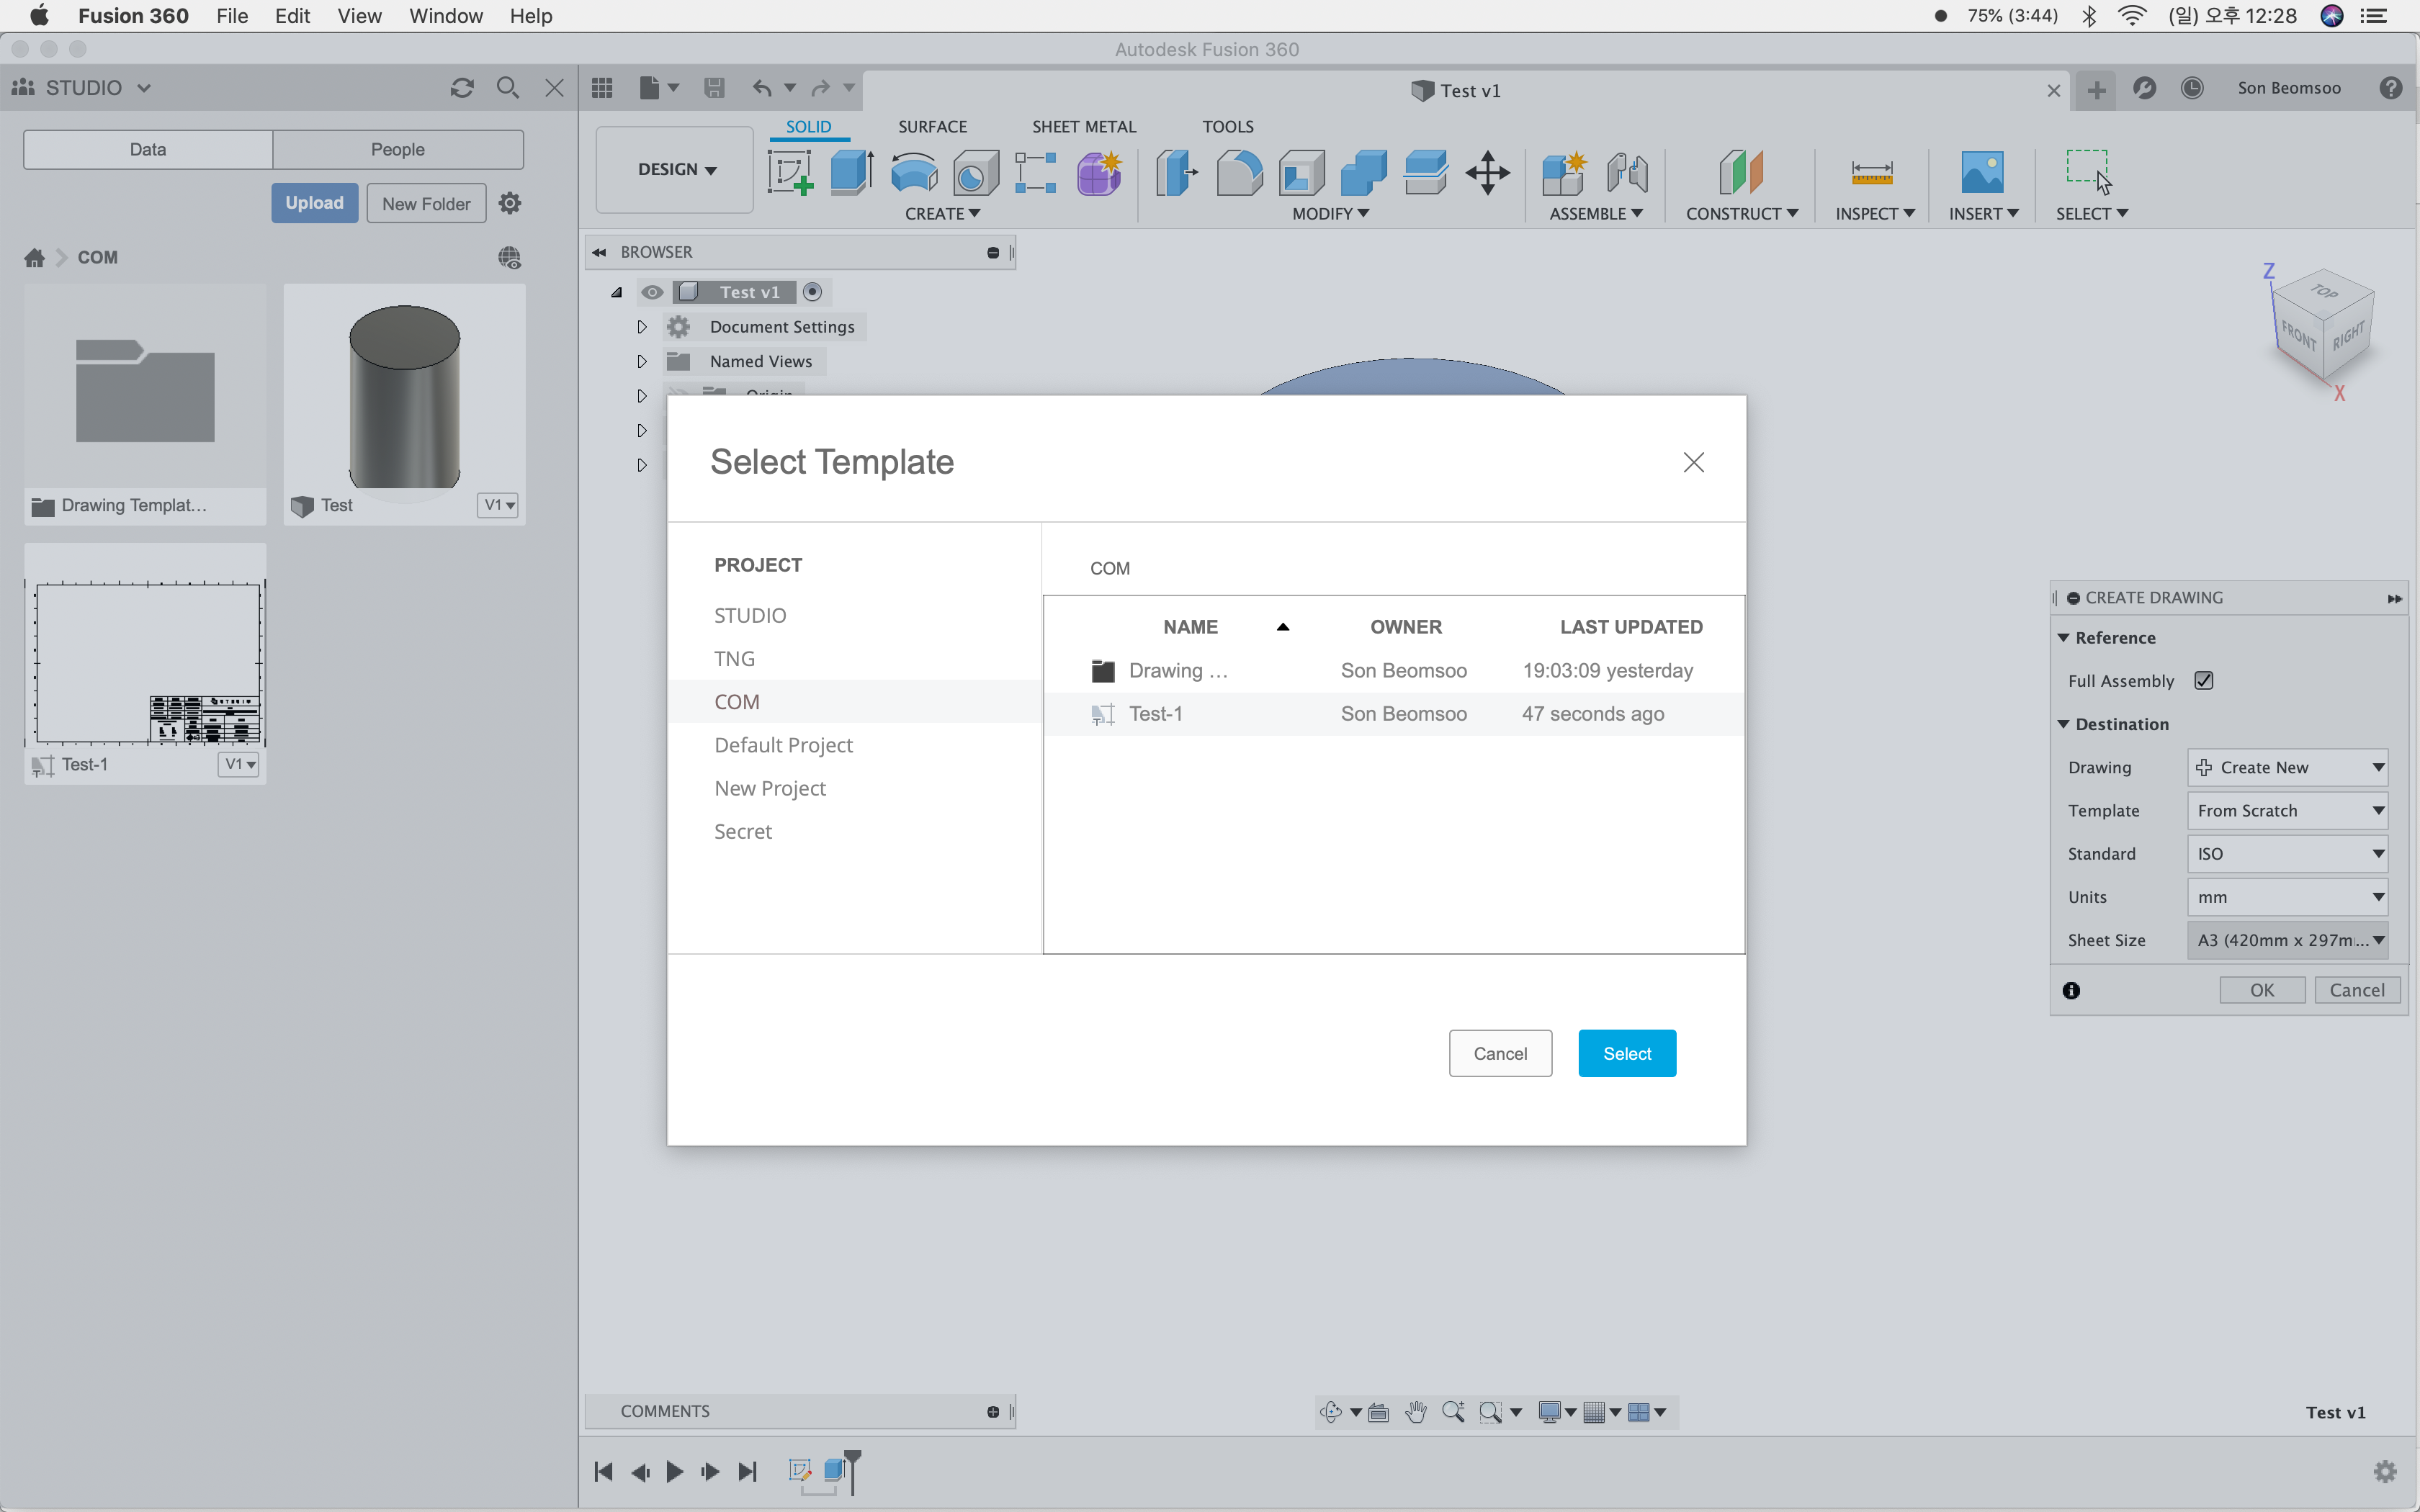 Fusion 360 File Edit View Window Help 75% (3:44) (일) 오후 12:28
Autodesk Fusion 360
STUDIO
Test v1
Son Beomsoo
Data People
Upload New Folder
COM
Drawing Templat...
Test V1
Test-1 V1
SOLID SURFACE SHEET METAL TOOLS
DESIGN
CREATE MODIFY ASSEMBLE CONSTRUCT INSPECT INSERT SELECT
BROWSER
Test v1
Document Settings
Named Views
Origin
Z
TOP
FRONT
RIGHT
X
Select Template
PROJECT
STUDIO
TNG
COM
Default Project
New Project
Secret
COM
NAME OWNER LAST UPDATED
Drawing ... Son Beomsoo 19:03:09 yesterday
Test-1 Son Beomsoo 47 seconds ago
Cancel Select
CREATE DRAWING
Reference
Full Assembly
Destination
Drawing Create New
Template From Scratch
Standard ISO
Units mm
Sheet Size A3 (420mm x 297m...
OK Cancel
COMMENTS
Test v1